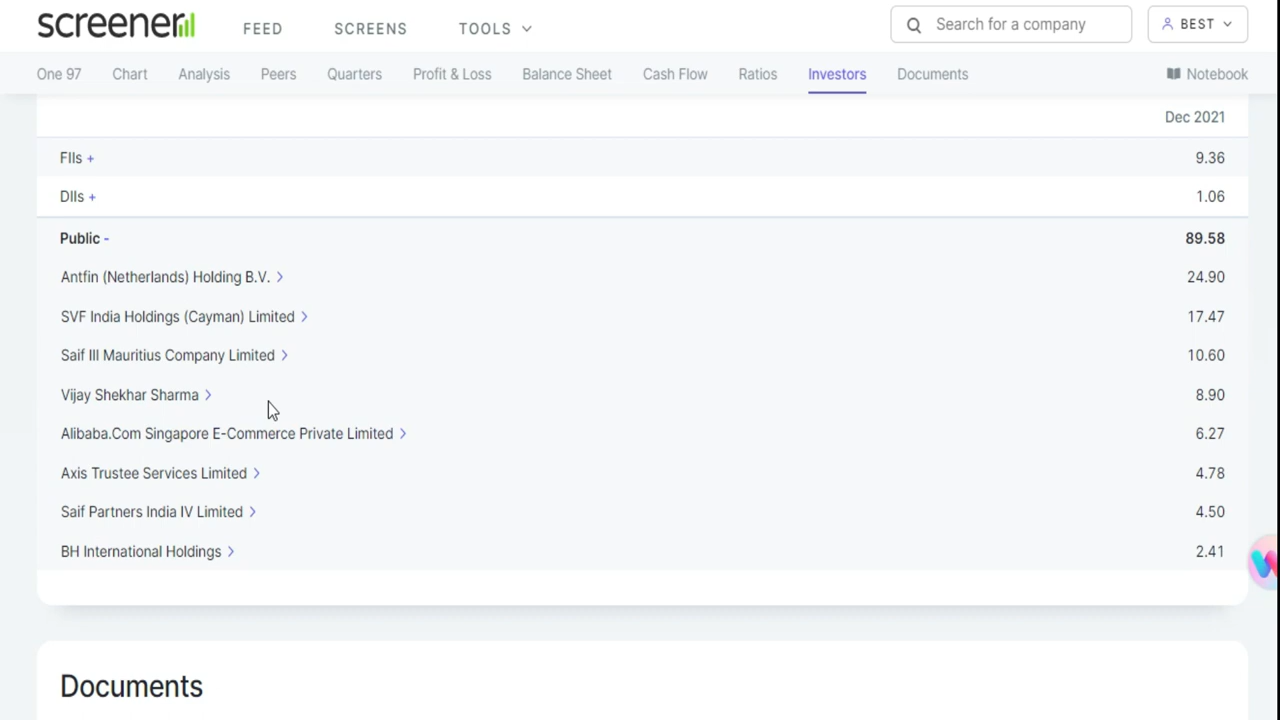 screener
FEED SCREENS TOOLS
Search for a company
BEST
One 97 Chart Analysis Peers Quarters Profit & Loss Balance Sheet Cash Flow Ratios Investors Documents Notebook
Dec 2021
FIIs + 9.36
DIIs + 1.06
Public - 89.58
Antfin (Netherlands) Holding B.V. 24.90
SVF India Holdings (Cayman) Limited 17.47
Saif III Mauritius Company Limited 10.60
Vijay Shekhar Sharma 8.90
Alibaba.Com Singapore E-Commerce Private Limited 6.27
Axis Trustee Services Limited 4.78
Saif Partners India IV Limited 4.50
BH International Holdings 2.41
Documents